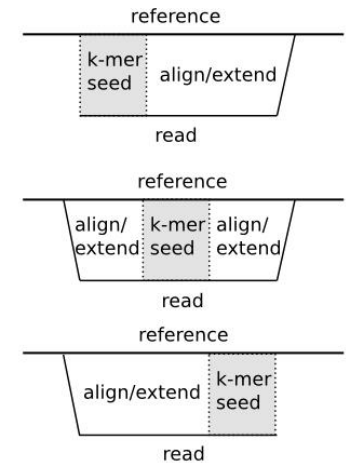 reference
k-mer
seed
align/extend
read
reference
align/
extend
k-mer
seed
align/
extend
read
reference
align/extend
k-mer
seed
read